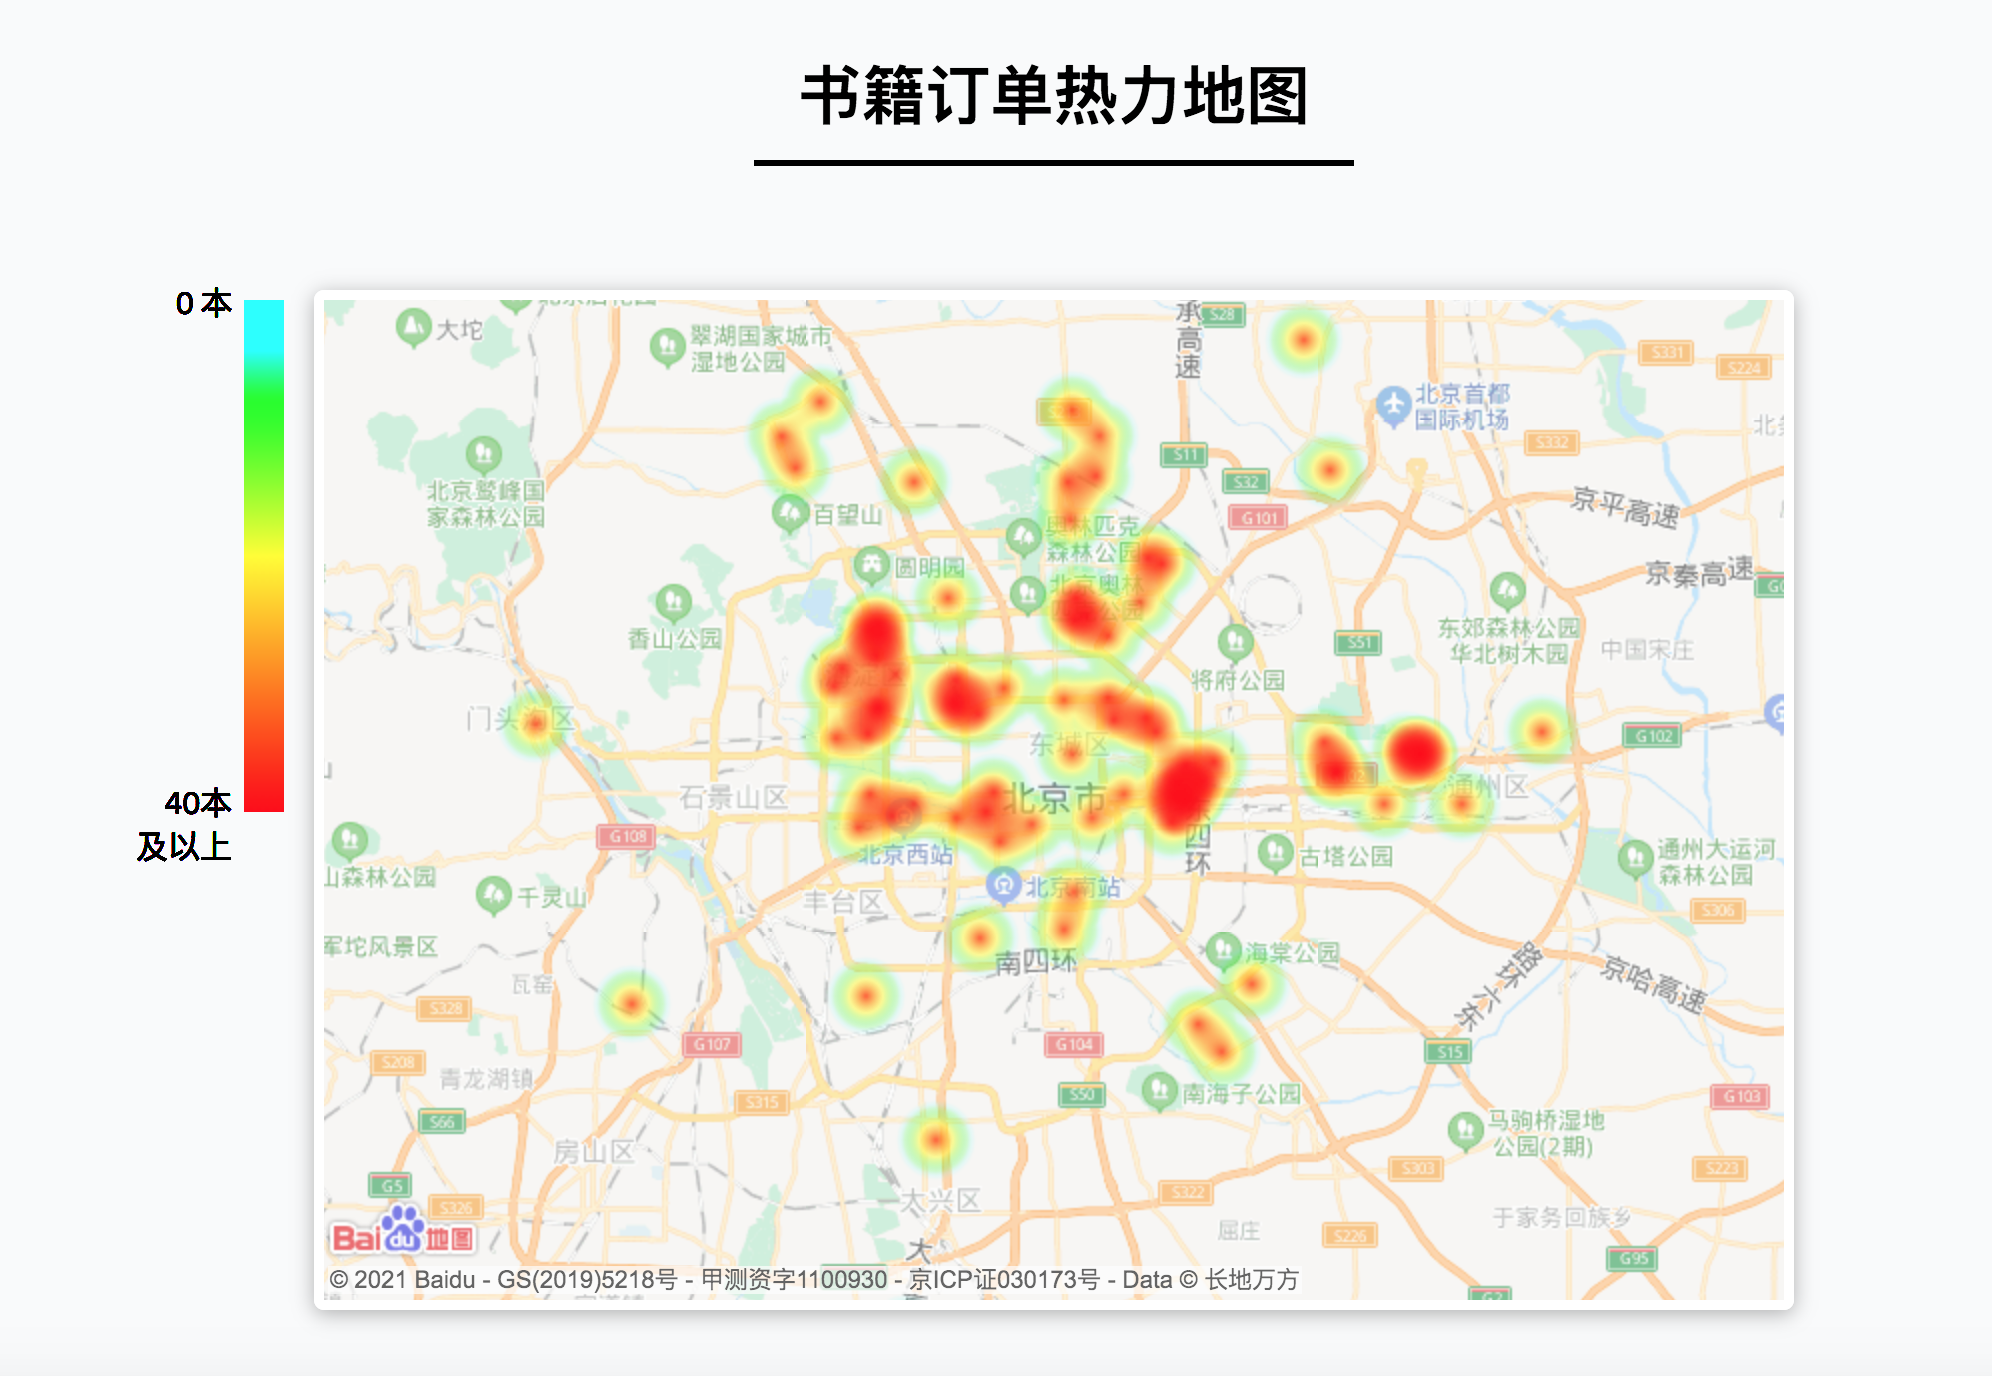 书籍订单热力地图
0 本
40本
及以上
大坨
翠湖国家城市
湿地公园
承高速
S28
S331
S224
北京首都
国际机场
S332
S11
S32
G101
北京鹫峰国
家森林公园
百望山
京平高速
奥林匹克
森林公园
圆明园
北京奥林
公园
京秦高速
香山公园
S51
东郊森林公园
华北树木园
中国宋庄
将府公园
门头沟区
G102
东城区
通州区
石景山区
北京市
G108
东四环
北京西站
古塔公园
通州大运河
森林公园
山森林公园
千灵山
北京南站
丰台区
S306
军坨风景区
海棠公园
南四环
瓦窑
东六环路
京哈高速
S328
G107
G104
S15
S208
青龙湖镇
S315
S50
南海子公园
G103
S66
马驹桥湿地
公园(2期)
房山区
S303
S223
G5
S322
S326
大兴区
于家务回族乡
屈庄
S226
G95
Bai du 地图
大
© 2021 Baidu - GS(2019)5218号 - 甲测资字1100930 - 京ICP证030173号 - Data © 长地万方